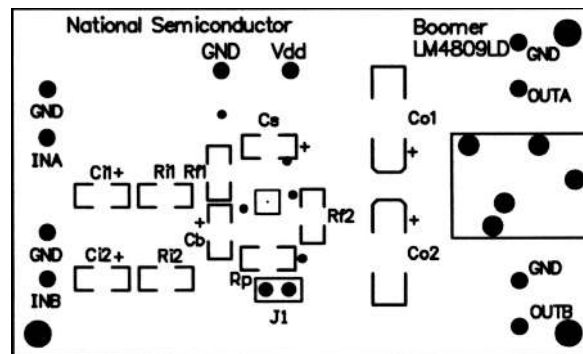 National Semiconductor
Boomer
LM4809LD
GND
Vdd
GND
OUTA
GND
INA
Cs
+
Co1
+
Ci1+
Ri1
Rf1
+
Cb
Rf2
+
Co2
GND
INB
Ci2+
Ri2
Rp
J1
GND
OUTB